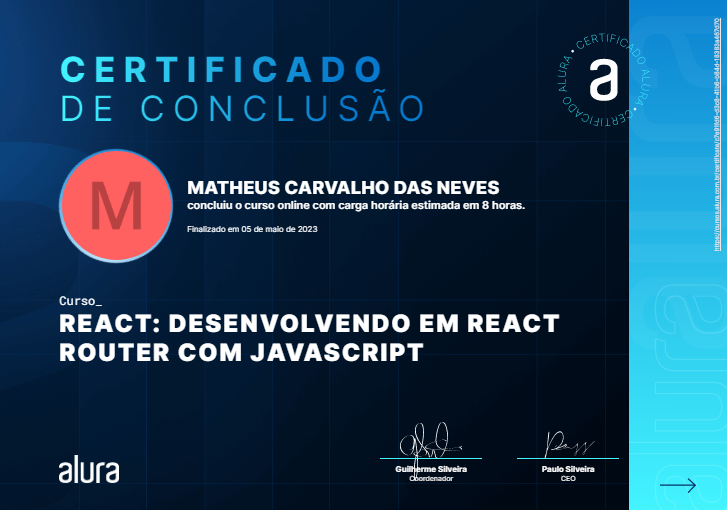 CERTIFICADO
DE CONCLUSÃO
CERTIFICADO ALURA • CERTIFICADO ALURA •
a
M
MATHEUS CARVALHO DAS NEVES
concluiu o curso online com carga horária estimada em 8 horas.
Finalizado em 05 de maio de 2023
Curso_
REACT: DESENVOLVENDO EM REACT
ROUTER COM JAVASCRIPT
alura
Guilherme Silveira
Coordenador
Paulo Silveira
CEO
alura